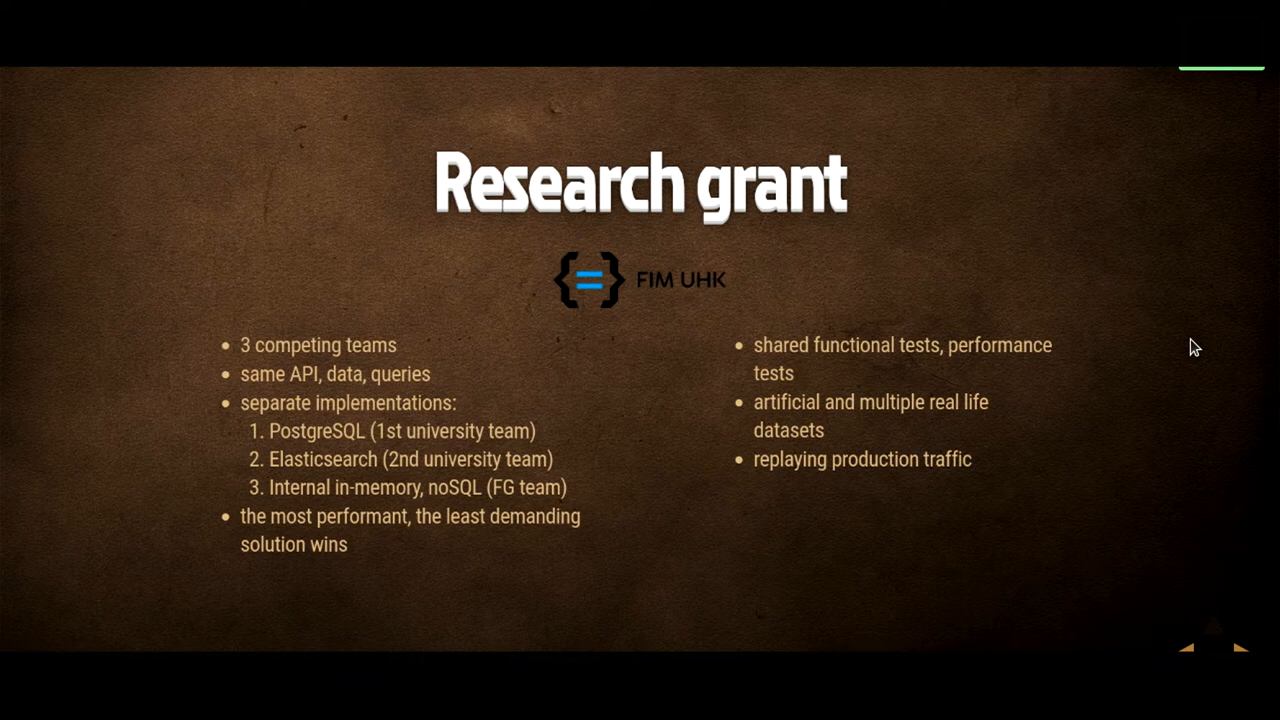 Research grant
{=} FIM UHK
• 3 competing teams
• same API, data, queries
• separate implementations:
1. PostgreSQL (1st university team)
2. Elasticsearch (2nd university team)
3. Internal in-memory, noSQL (FG team)
• the most performant, the least demanding
solution wins
• shared functional tests, performance
tests
• artificial and multiple real life
datasets
• replaying production traffic